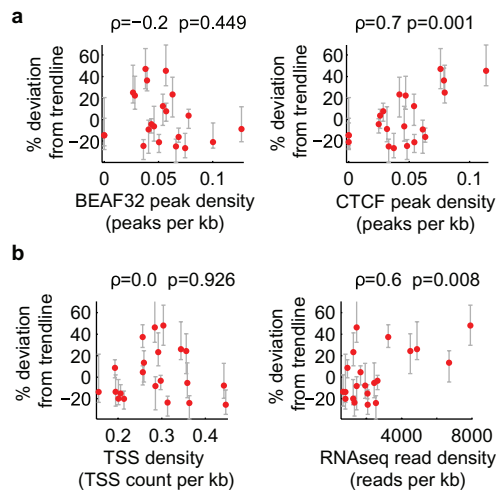 a
ρ=−0.2 p=0.449
ρ=0.7 p=0.001
% deviation
from trendline
60
40
20
0
−20
0
0.05
0.1
BEAF32 peak density
(peaks per kb)
% deviation
from trendline
60
40
20
0
−20
0
0.05
0.1
CTCF peak density
(peaks per kb)
b
ρ=0.0 p=0.926
ρ=0.6 p=0.008
% deviation
from trendline
60
40
20
0
−20
0.2
0.3
0.4
TSS density
(TSS count per kb)
% deviation
from trendline
60
40
20
0
−20
4000
8000
RNAseq read density
(reads per kb)